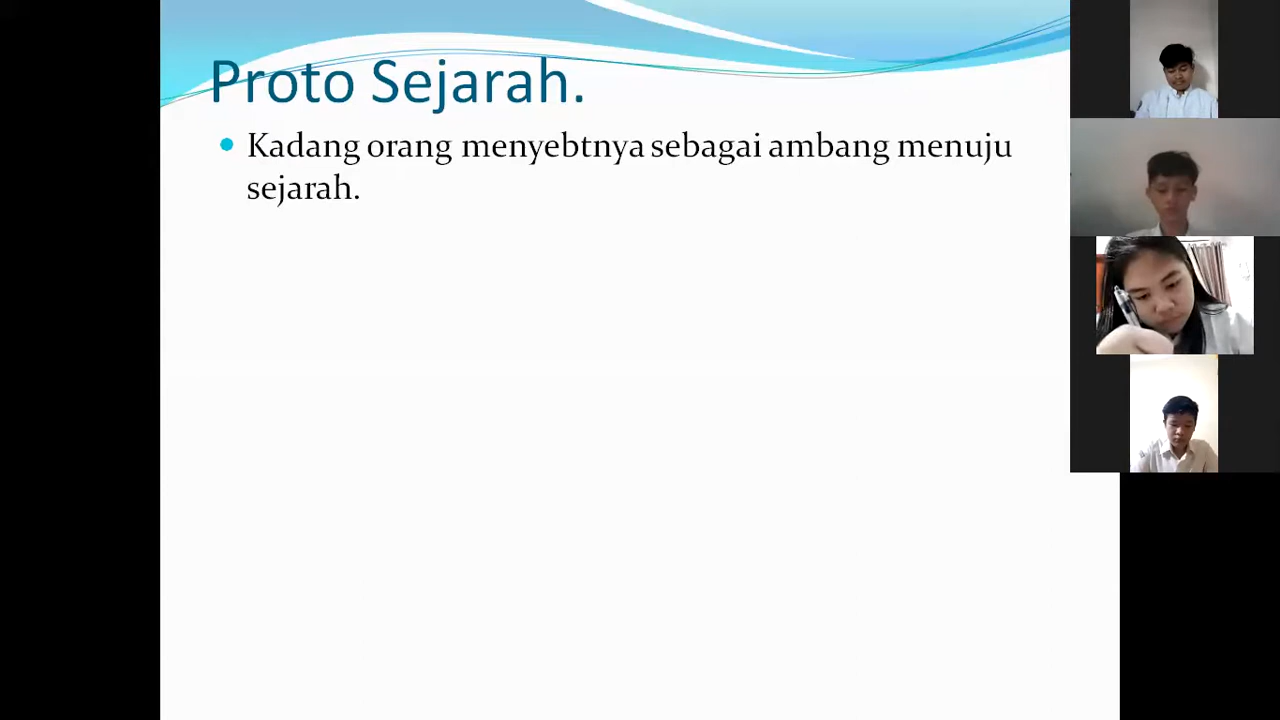 Proto Sejarah.
Kadang orang menyebtnya sebagai ambang menuju
sejarah.